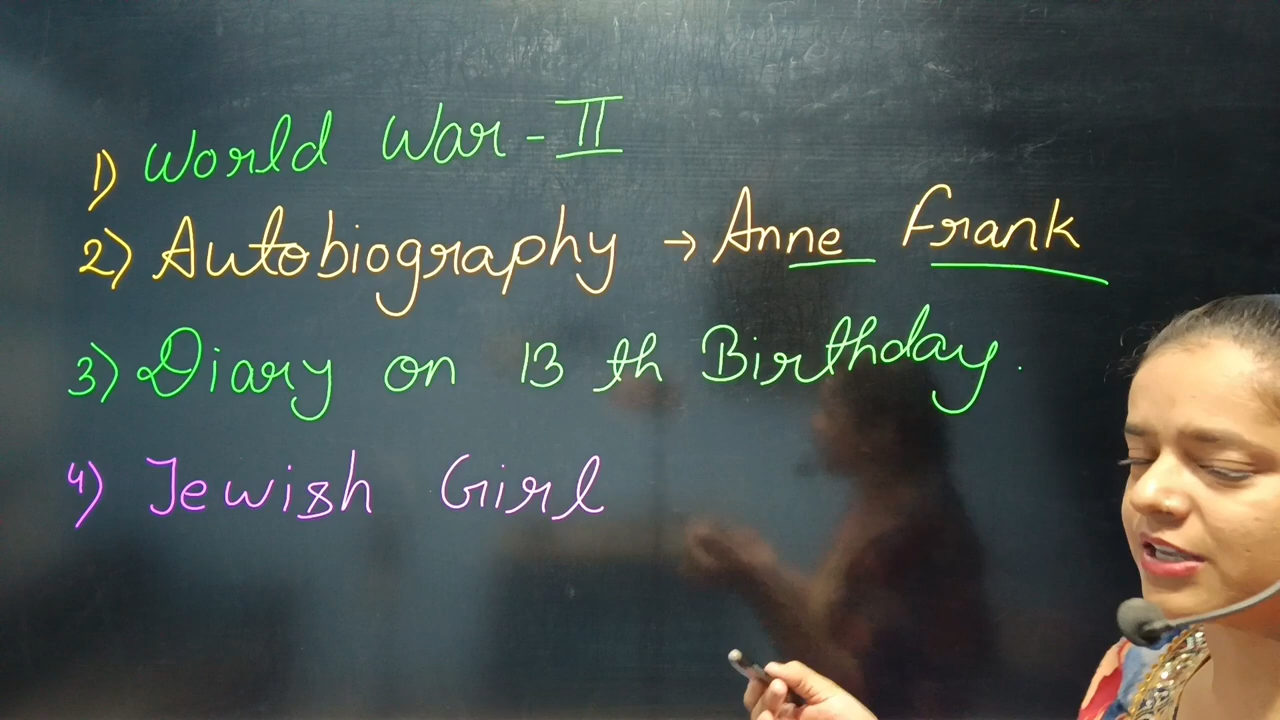 1) World War - II
2) Autobiography → Anne Frank
3) Diary on 13 th Birthday.
4) Jewish Girl